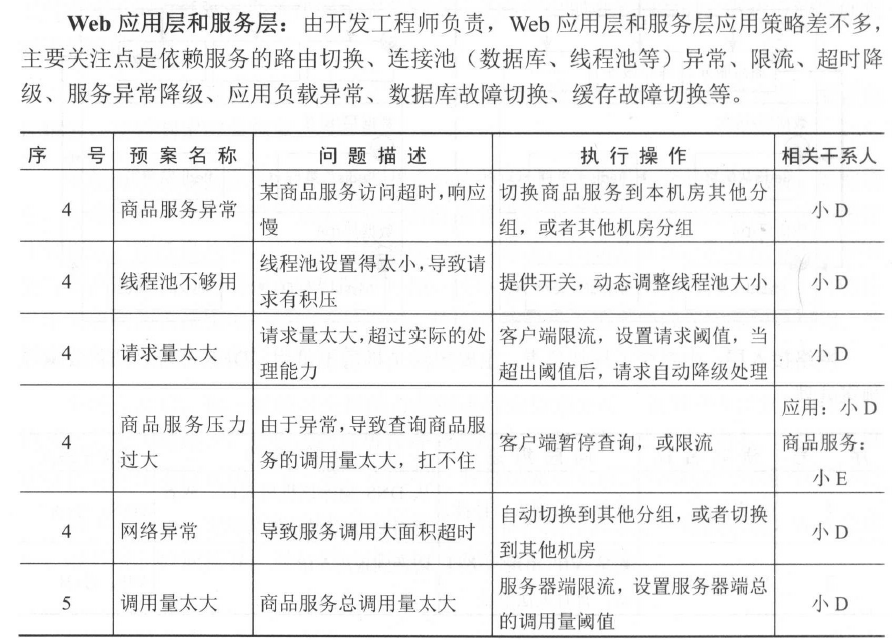 Web 应用层和服务层：由开发工程师负责，Web 应用层和服务层应用策略差不多，
主要关注点是依赖服务的路由切换、连接池（数据库、线程池等）异常、限流、超时降
级、服务异常降级、应用负载异常、数据库故障切换、缓存故障切换等。
序 号 预案名称 问题描述 执行操作 相关干系人
4 商品服务异常 某商品服务访问超时，响应 切换商品服务到本机房其他分 小 D
慢 组，或者其他机房分组
4 线程池不够用 线程池设置得太小，导致请 提供开关，动态调整线程池大小 小 D
求有积压
4 请求量太大 请求量太大，超过实际的处 客户端限流，设置请求阈值，当 小 D
理能力 超出阈值后，请求自动降级处理
4 商品服务压力 由于异常，导致查询商品服 客户端暂停查询，或限流 应用：小 D
过大 务的调用量太大，扛不住 商品服务：
小 E
4 网络异常 导致服务调用大面积超时 自动切换到其他分组，或者切换 小 D
到其他机房
5 调用量太大 商品服务总调用量太大 服务器端限流，设置服务器端总 小 D
的调用量阈值